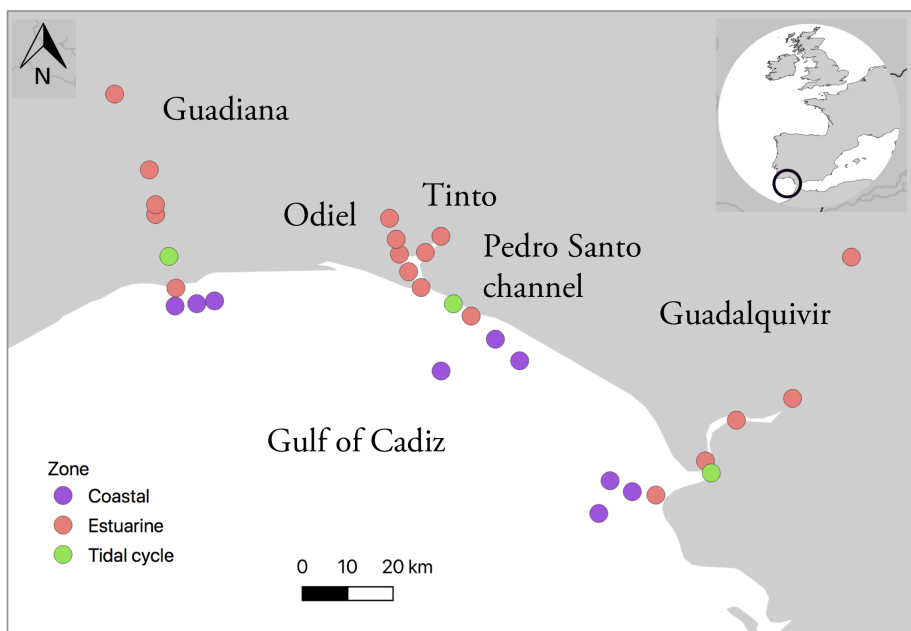 N
Guadiana
Tinto
Odiel
Pedro Santo
channel
Guadalquivir
Gulf of Cadiz
Zone
Coastal
Estuarine
Tidal cycle
0 10 20 km